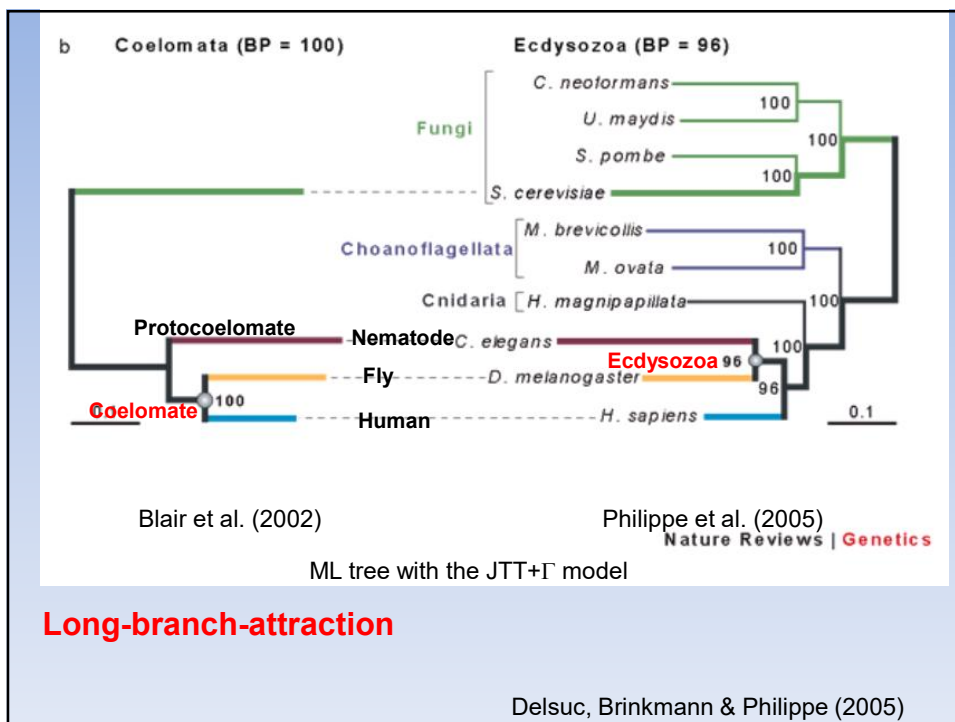 b Coelomata (BP = 100) Ecdysozoa (BP = 96)
C. neoformans
100
U. maydis
Fungi
100
S. pombe
100
100
S. cerevisiae
M. brevicollis
Choanoflagellata
100
M. ovata
Cnidaria H. magnipapillata
100
Protocoelomate Nematode C. elegans
100
Ecdysozoa 96
Fly D. melanogaster
96
Coelomate 100
Human H. sapiens
0.1
Blair et al. (2002) Philippe et al. (2005)
Nature Reviews | Genetics
ML tree with the JTT+Γ model
Long-branch-attraction
Delsuc, Brinkmann & Philippe (2005)